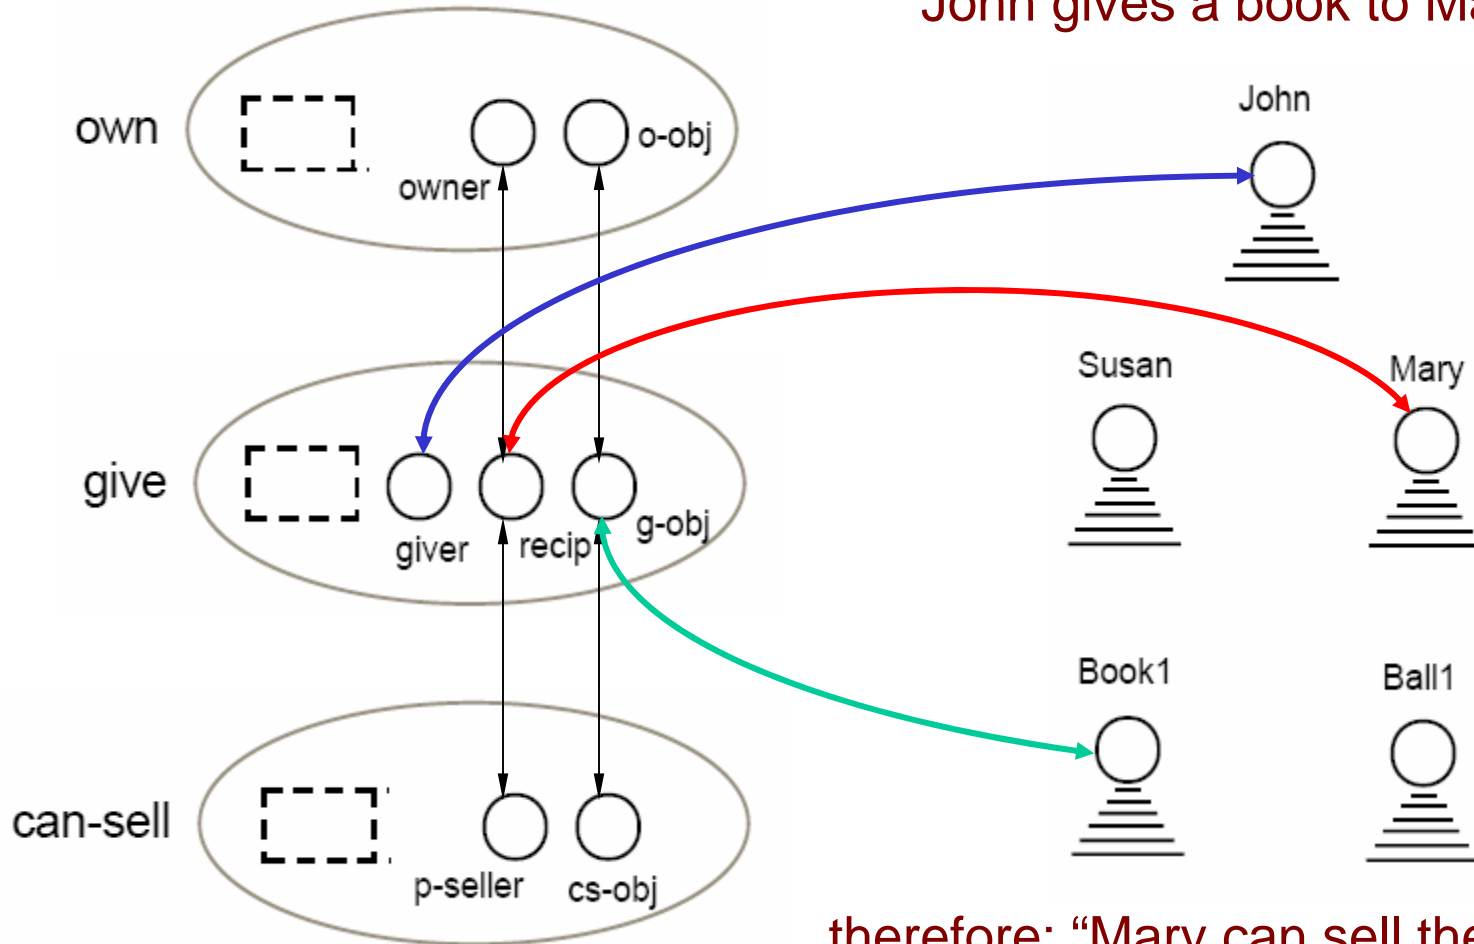 John gives a book to
John
own
o-obj
owner
Susan
Mary
give
giver
recip
g-obj
Book1
Ball1
can-sell
p-seller
cs-obj
therefore: “Mary can sell the